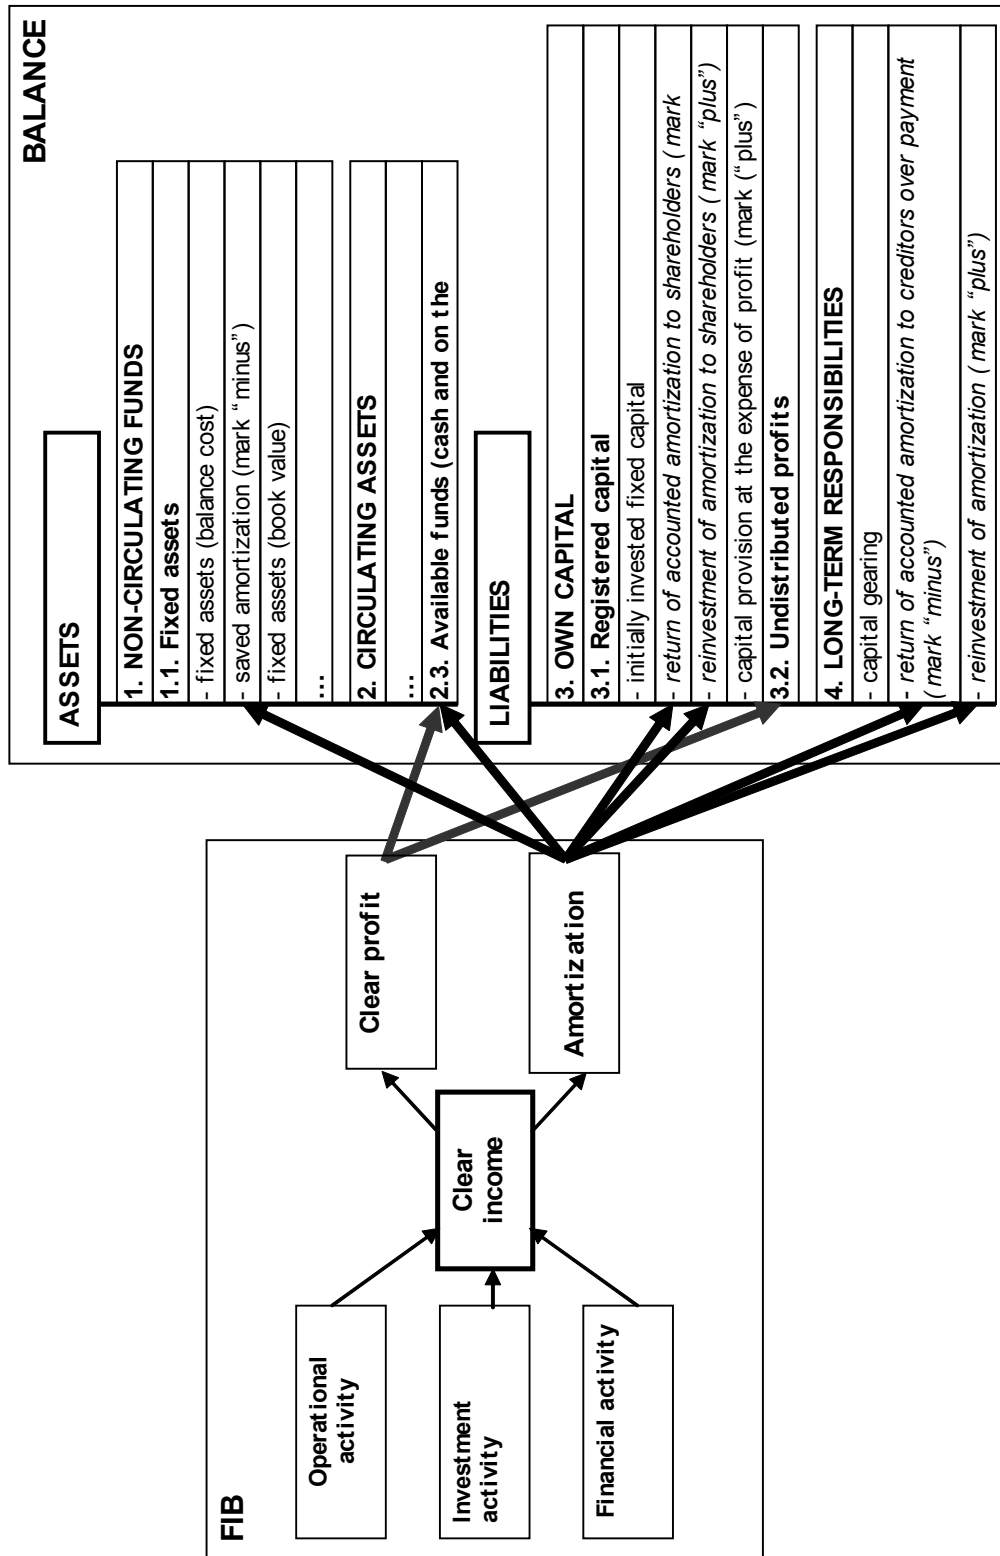 FIB
Operational
activity
Investment
activity
Financial activity
Clear
income
Clear profit
Amortization
BALANCE
ASSETS
1. NON-CIRCULATING FUNDS
1.1. Fixed assets
- fixed assets (balance cost)
- saved amortization (mark "minus")
- fixed assets (book value)
...
2. CIRCULATING ASSETS
...
2.3. Available funds (cash and on the
LIABILITIES
3. OWN CAPITAL
3.1. Registered capital
- initially invested fixed capital
- return of accounted amortization to shareholders (mark
- reinvestment of amortization to shareholders (mark "plus")
- capital provision at the expense of profit (mark ("plus")
3.2. Undistributed profits
4. LONG-TERM RESPONSIBILITIES
- capital gearing
- return of accounted amortization to creditors over payment
(mark "minus")
- reinvestment of amortization (mark "plus")